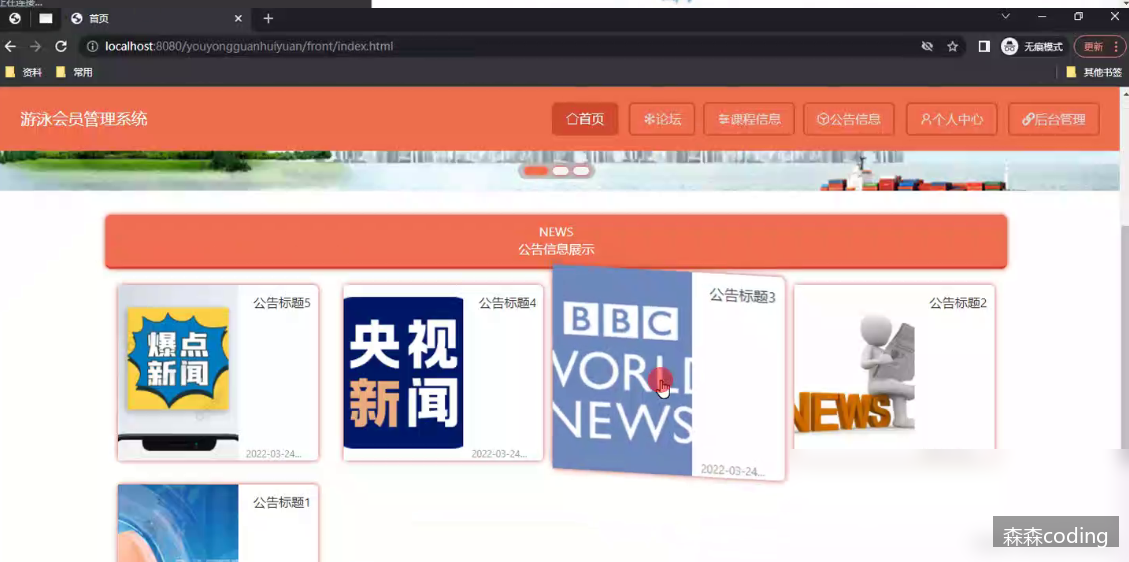 正在连接...
首页
localhost:8080/youyongguanhuiyuan/front/index.html
无痕模式
更新
资料
常用
其他书签
游泳会员管理系统
首页
论坛
课程信息
公告信息
个人中心
后台管理
NEWS
公告信息展示
爆点
新闻
公告标题5
2022-03-24...
央视
新闻
公告标题4
2022-03-24...
BBC
WORLD
NEWS
公告标题3
2022-03-24...
NEWS
公告标题2
公告标题1
森森coding